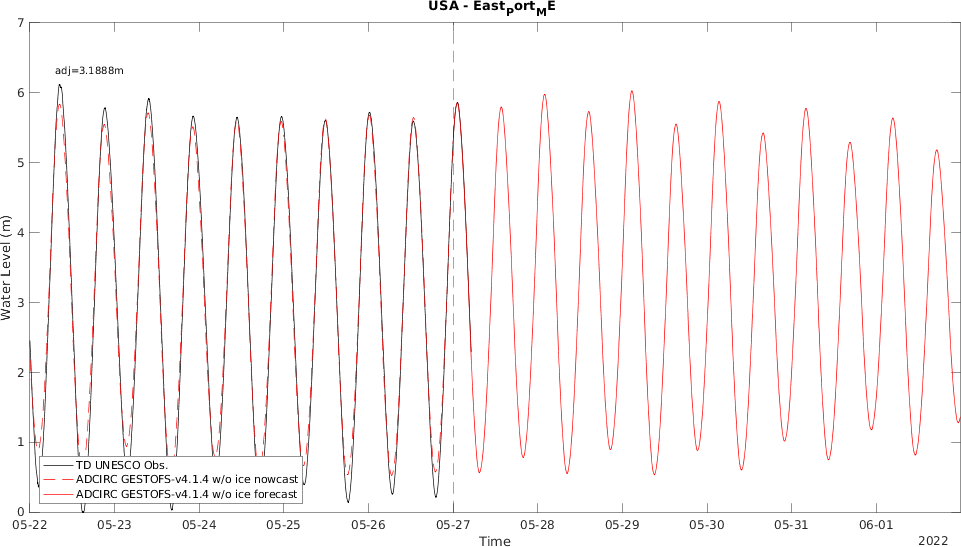 USA - EastPortME
7
adj=3.1888m
6
5
4
3
2
1
0
Water Level (m)
TD UNESCO Obs.
ADCIRC GESTOFS-v4.1.4 w/o ice nowcast
ADCIRC GESTOFS-v4.1.4 w/o ice forecast
05-22 05-23 05-24 05-25 05-26 05-27 05-28 05-29 05-30 05-31 06-01
Time
2022